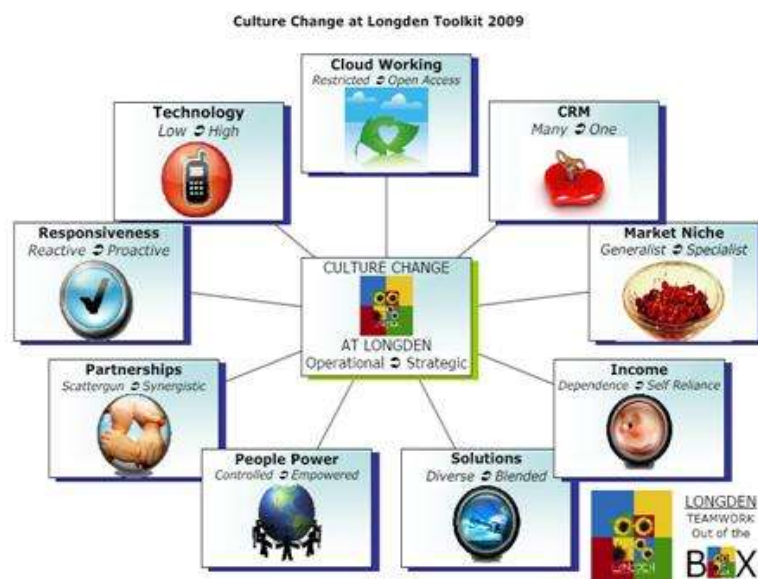 Culture Change at Longden Toolkit 2009
Cloud Working
Restricted ➲ Open Access
Technology
Low ➲ High
CRM
Many ➲ One
Responsiveness
Reactive ➲ Proactive
Market Niche
Generalist ➲ Specialist
CULTURE CHANGE
AT LONGDEN
Operational ➲ Strategic
Partnerships
Scattergun ➲ Synergistic
Income
Dependence ➲ Self Reliance
People Power
Controlled ➲ Empowered
Solutions
Diverse ➲ Blended
LONGDEN
TEAMWORK
Out of the
BOX